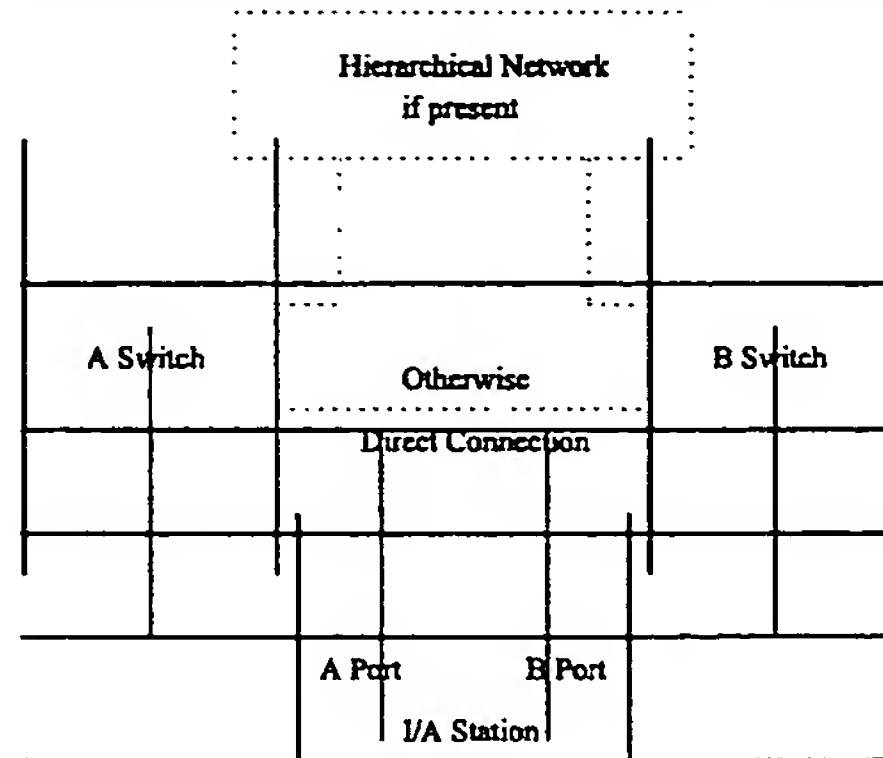 Hierarchical Network
if present
A Switch
B Switch
Otherwise
Direct Connection
A Port
B Port
I/A Station